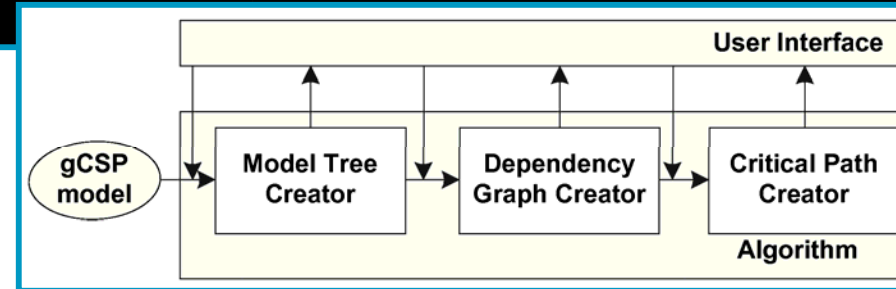 User Interface
gCSP
model
Model Tree
Creator
Dependency
Graph Creator
Critical Path
Creator
Algorithm